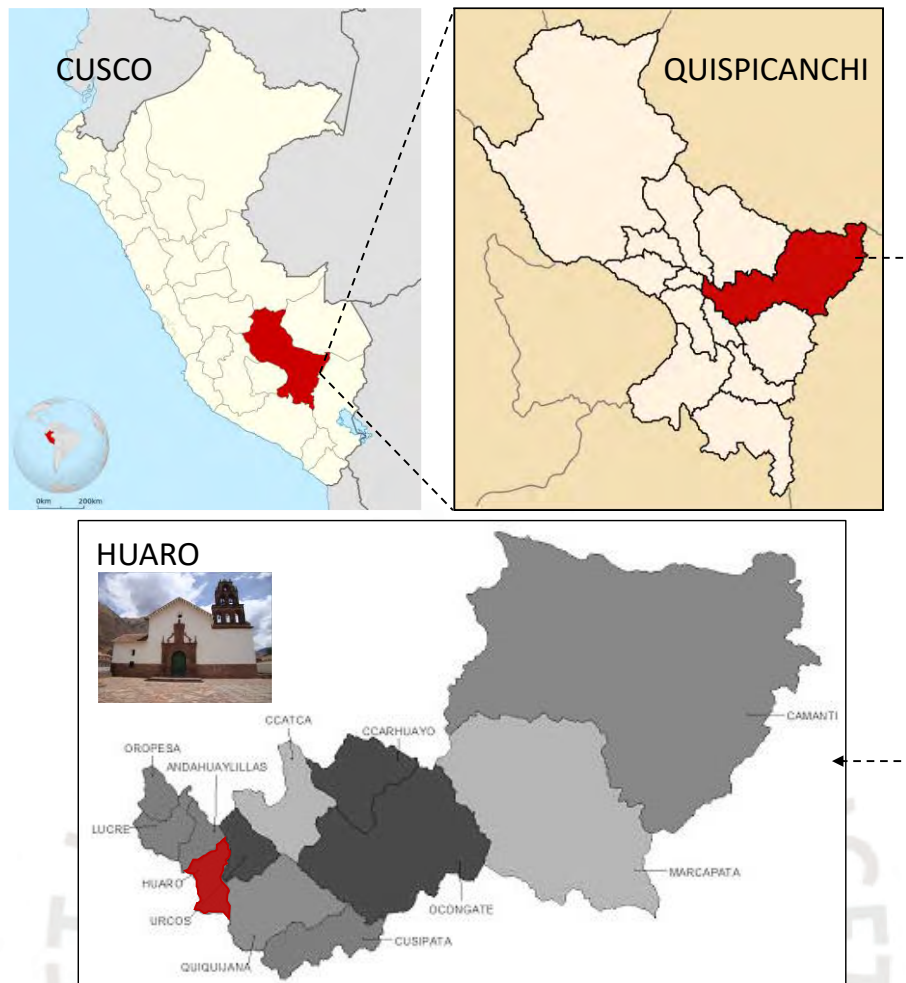 CUSCO
QUISPICANCHI
0km 200km
HUARO
CCATCA
CCARHUAYO
CAMANTI
OROPESA
ANDAHUAYLILLAS
LUCRE
HUARO
MARCAPATA
URCOS
OCONGATE
CUSIPATA
QUIQUIJANA